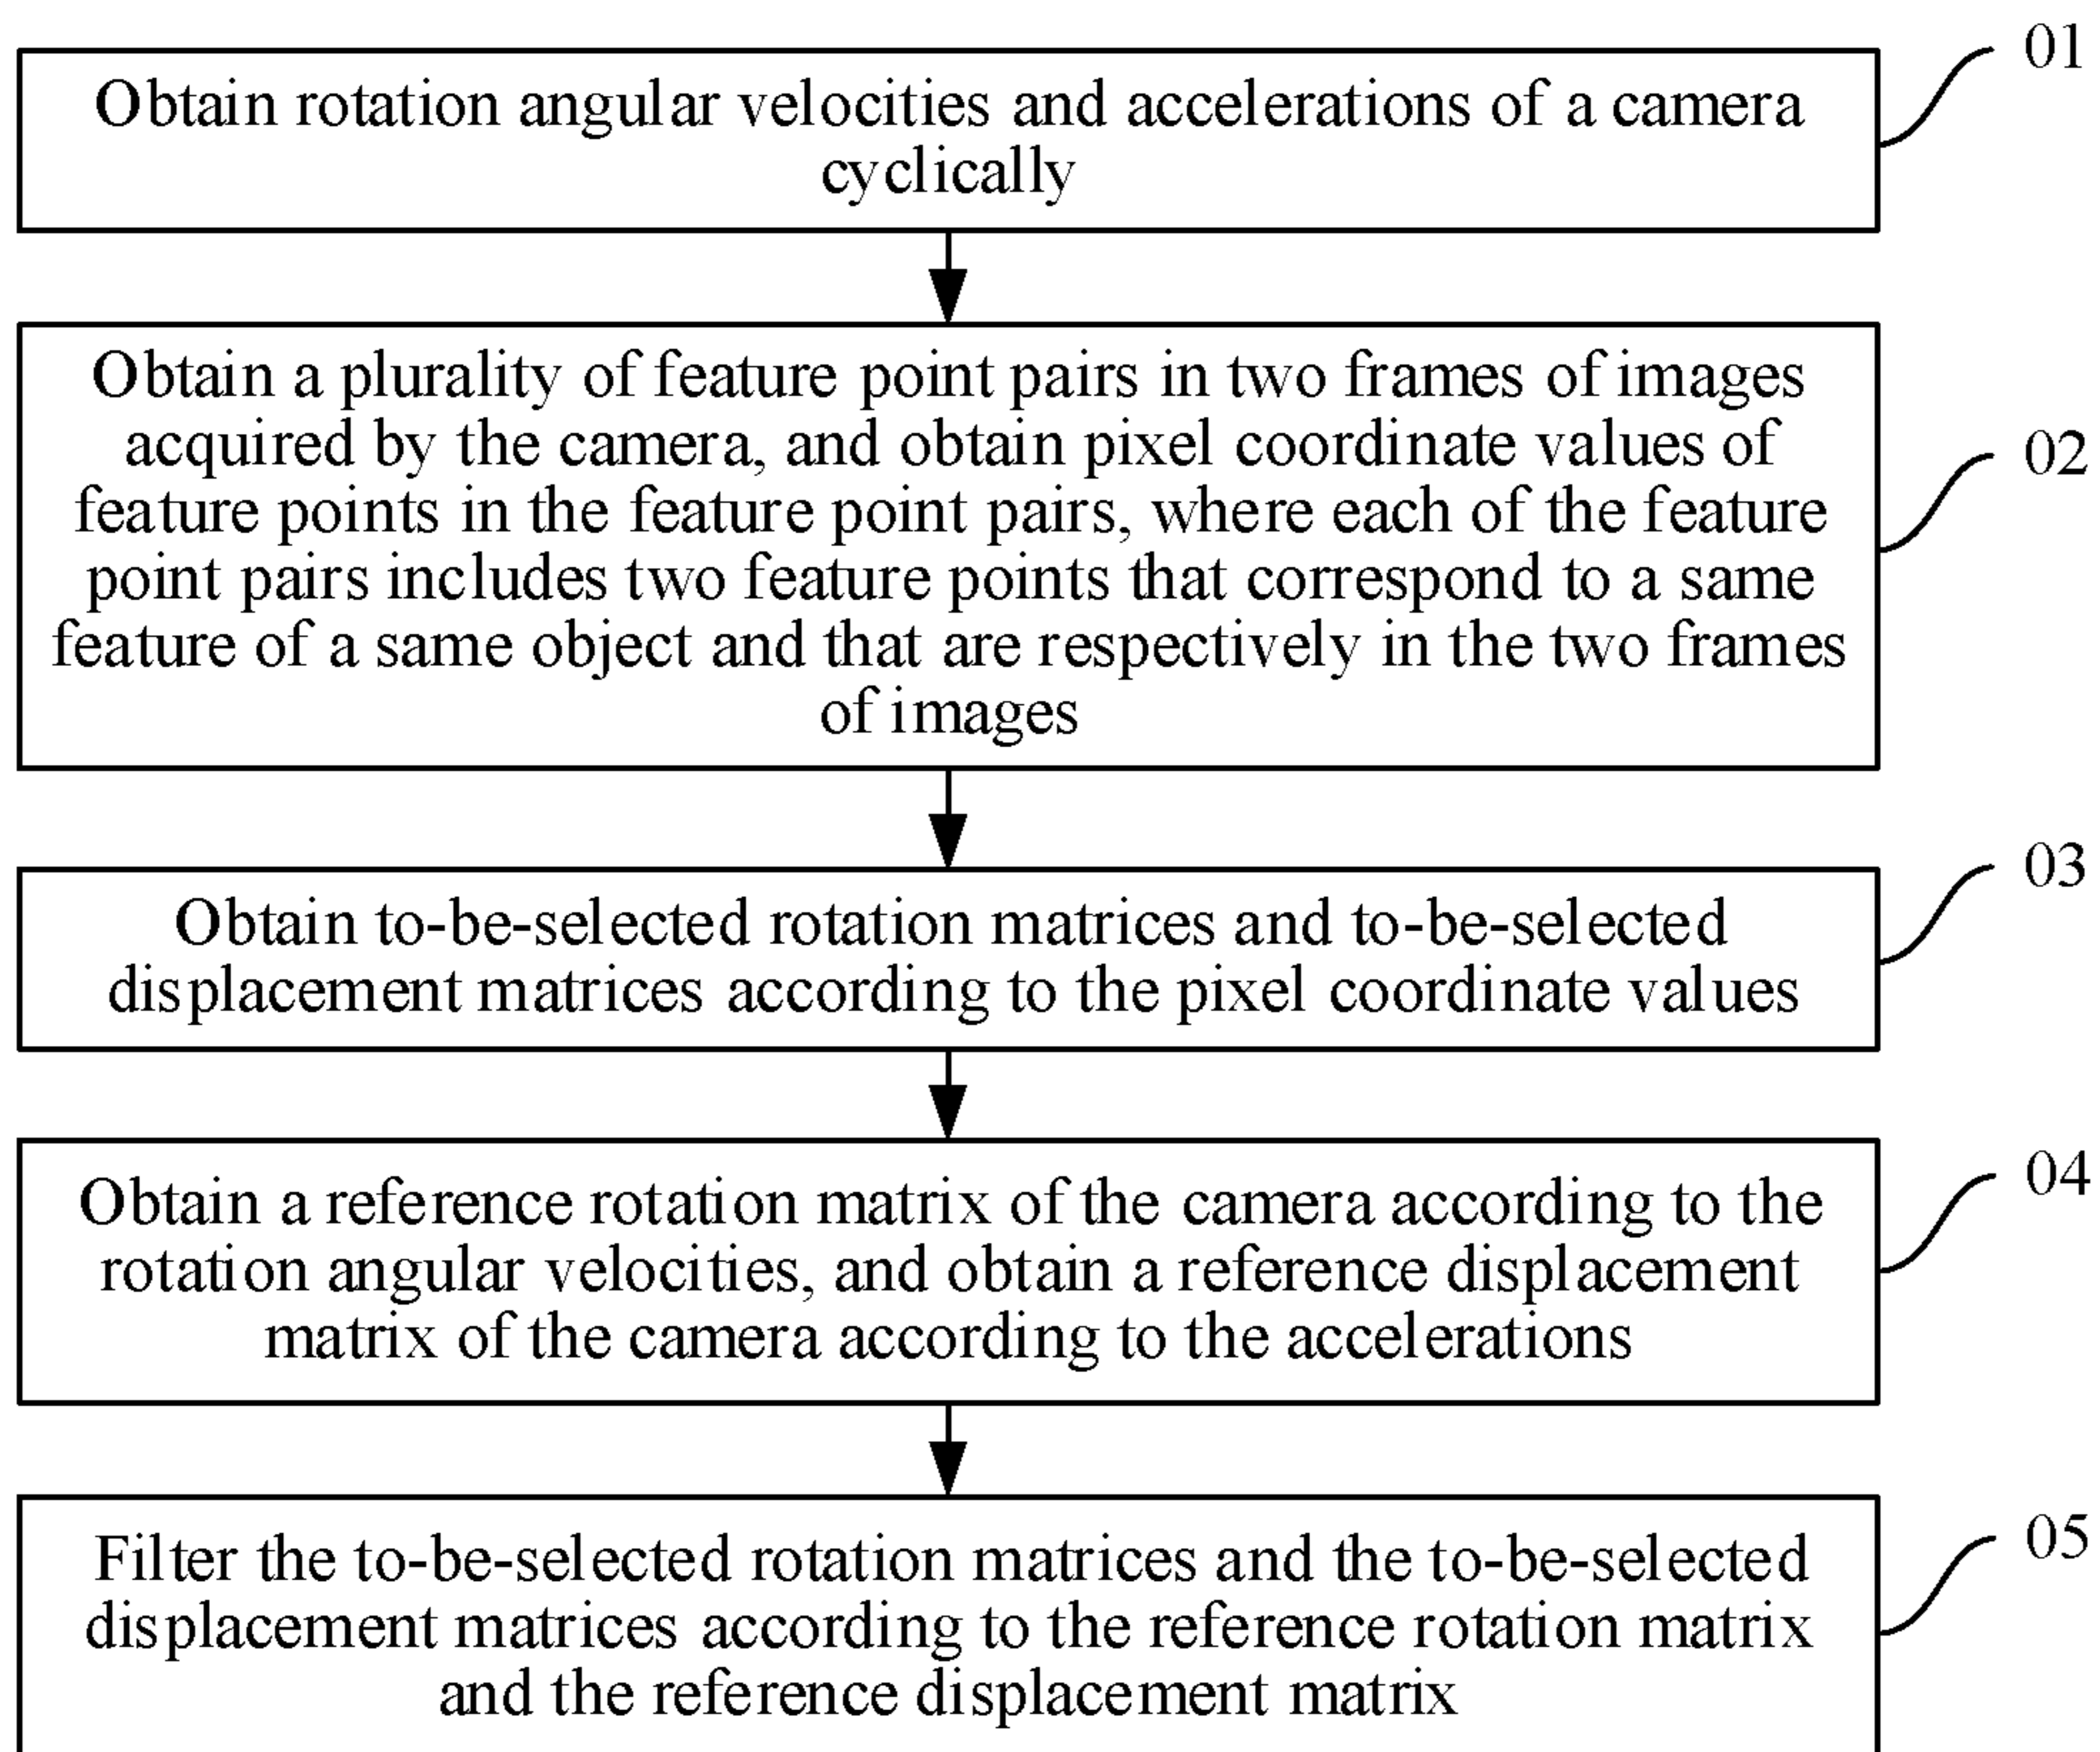 01
Obtain rotation angular velocities and accelerations of a camera
cyclically
Obtain a plurality of feature point pairs in two frames of images
acquired by the camera, and obtain pixel coordinate values of
02
feature points in the feature point pairs, where each of the feature
point pairs includes two feature points that correspond to a same
feature of a same object and that are respectively in the two frames
of images
03
Obtain to-be-selected rotation matrices and to-be-selected
displacement matrices according to the pixel coordinate values
04
Obtain a reference rotation matrix of the camera according to the
rotation angular velocities, and obtain a reference displacement
matrix of the camera according to the accelerations
05
Filter the to-be-selected rotation matrices and the to-be-selected
displacement matrices according to the reference rotation matrix
and the reference displacement matrix